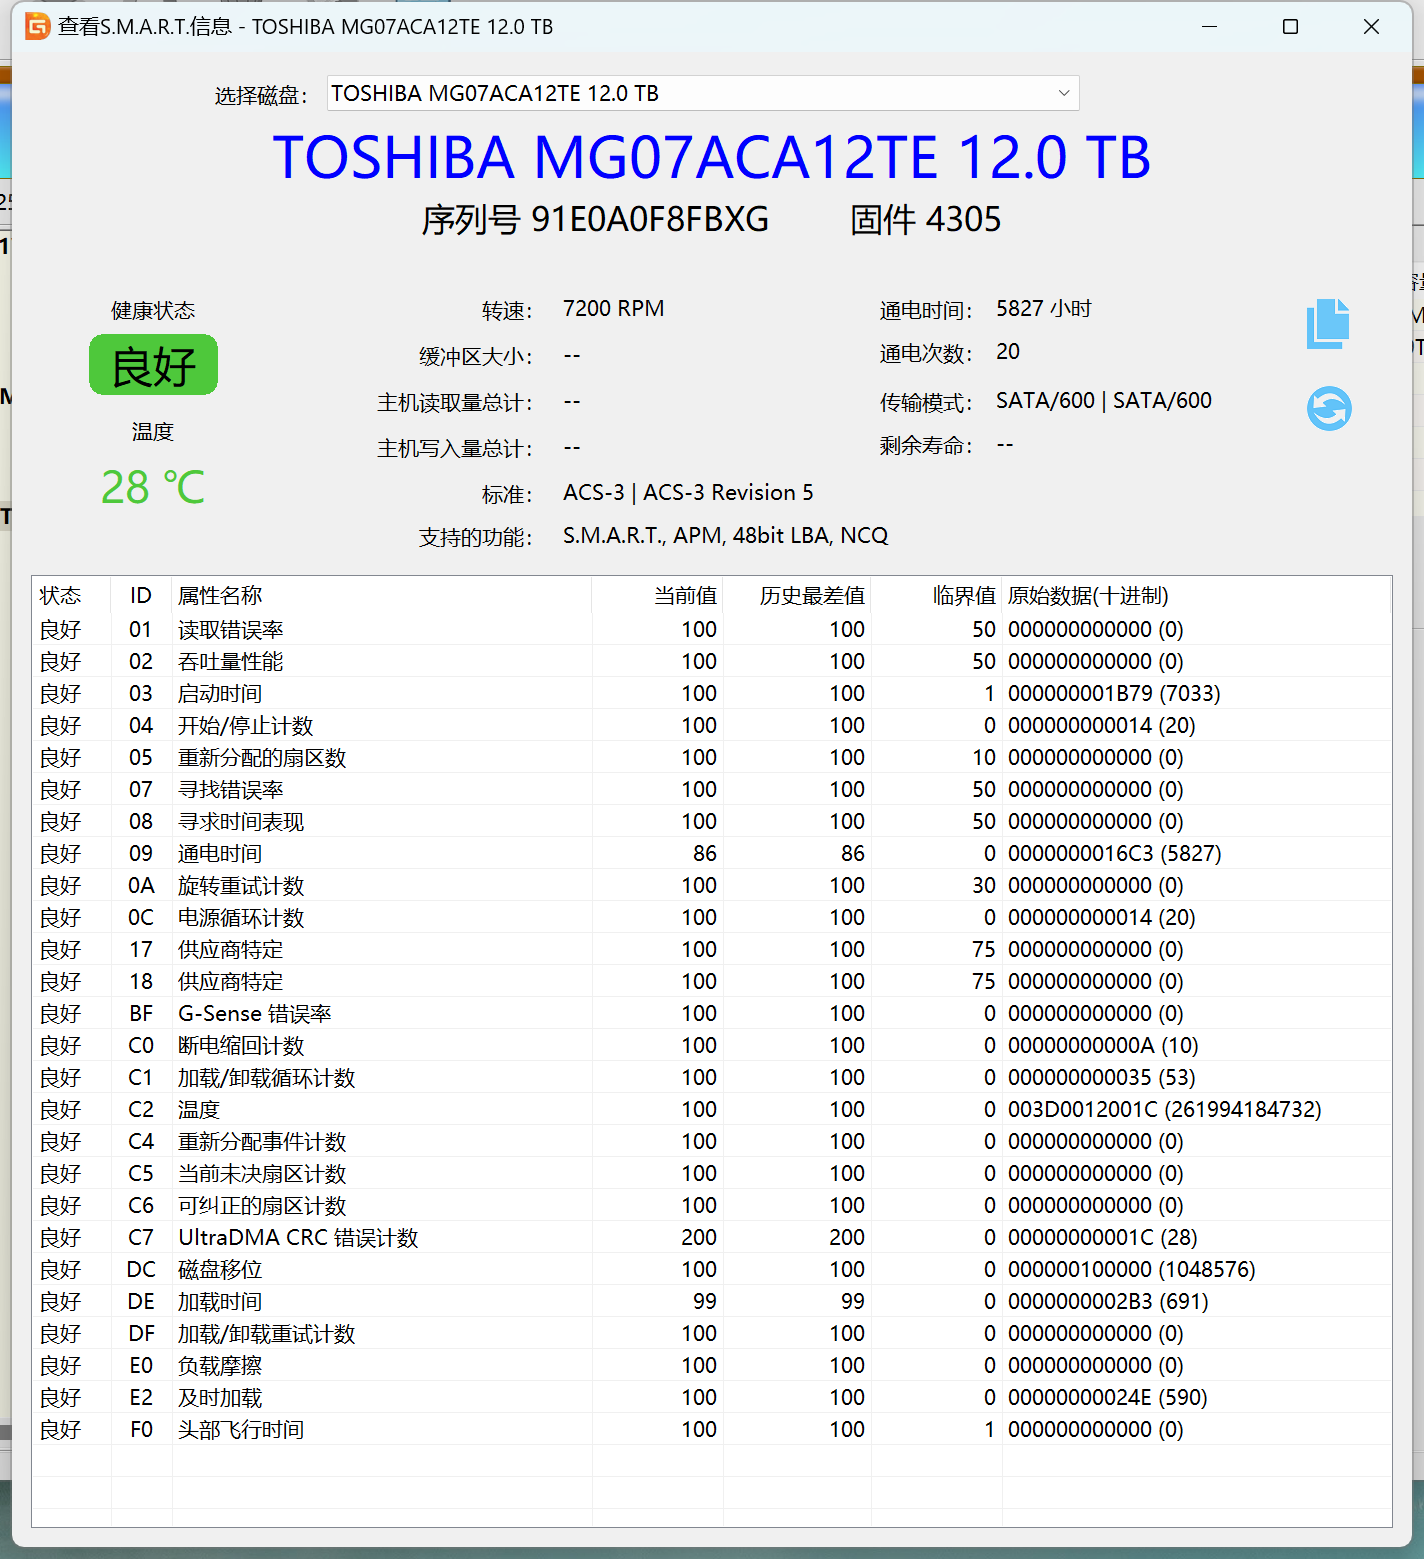 查看S.M.A.R.T.信息 - TOSHIBA MG07ACA12TE 12.0 TB
选择磁盘： TOSHIBA MG07ACA12TE 12.0 TB
TOSHIBA MG07ACA12TE 12.0 TB
序列号 91E0A0F8FBXG 固件 4305
健康状态
良好
温度
28 ℃
转速： 7200 RPM
缓冲区大小： --
主机读取量总计： --
主机写入量总计： --
标准： ACS-3 | ACS-3 Revision 5
支持的功能： S.M.A.R.T., APM, 48bit LBA, NCQ
通电时间： 5827 小时
通电次数： 20
传输模式： SATA/600 | SATA/600
剩余寿命： --
状态 ID 属性名称 当前值 历史最差值 临界值 原始数据(十进制)
良好 01 读取错误率 100 100 50 000000000000 (0)
良好 02 吞吐量性能 100 100 50 000000000000 (0)
良好 03 启动时间 100 100 1 000000001B79 (7033)
良好 04 开始/停止计数 100 100 0 000000000014 (20)
良好 05 重新分配的扇区数 100 100 10 000000000000 (0)
良好 07 寻找错误率 100 100 50 000000000000 (0)
良好 08 寻求时间表现 100 100 50 000000000000 (0)
良好 09 通电时间 86 86 0 0000000016C3 (5827)
良好 0A 旋转重试计数 100 100 30 000000000000 (0)
良好 0C 电源循环计数 100 100 0 000000000014 (20)
良好 17 供应商特定 100 100 75 000000000000 (0)
良好 18 供应商特定 100 100 75 000000000000 (0)
良好 BF G-Sense 错误率 100 100 0 000000000000 (0)
良好 C0 断电缩回计数 100 100 0 00000000000A (10)
良好 C1 加载/卸载循环计数 100 100 0 000000000035 (53)
良好 C2 温度 100 100 0 003D0012001C (261994184732)
良好 C4 重新分配事件计数 100 100 0 000000000000 (0)
良好 C5 当前未决扇区计数 100 100 0 000000000000 (0)
良好 C6 可纠正的扇区计数 100 100 0 000000000000 (0)
良好 C7 UltraDMA CRC 错误计数 200 200 0 00000000001C (28)
良好 DC 磁盘移位 100 100 0 000000100000 (1048576)
良好 DE 加载时间 99 99 0 0000000002B3 (691)
良好 DF 加载/卸载重试计数 100 100 0 000000000000 (0)
良好 E0 负载摩擦 100 100 0 000000000000 (0)
良好 E2 及时加载 100 100 0 00000000024E (590)
良好 F0 头部飞行时间 100 100 1 000000000000 (0)